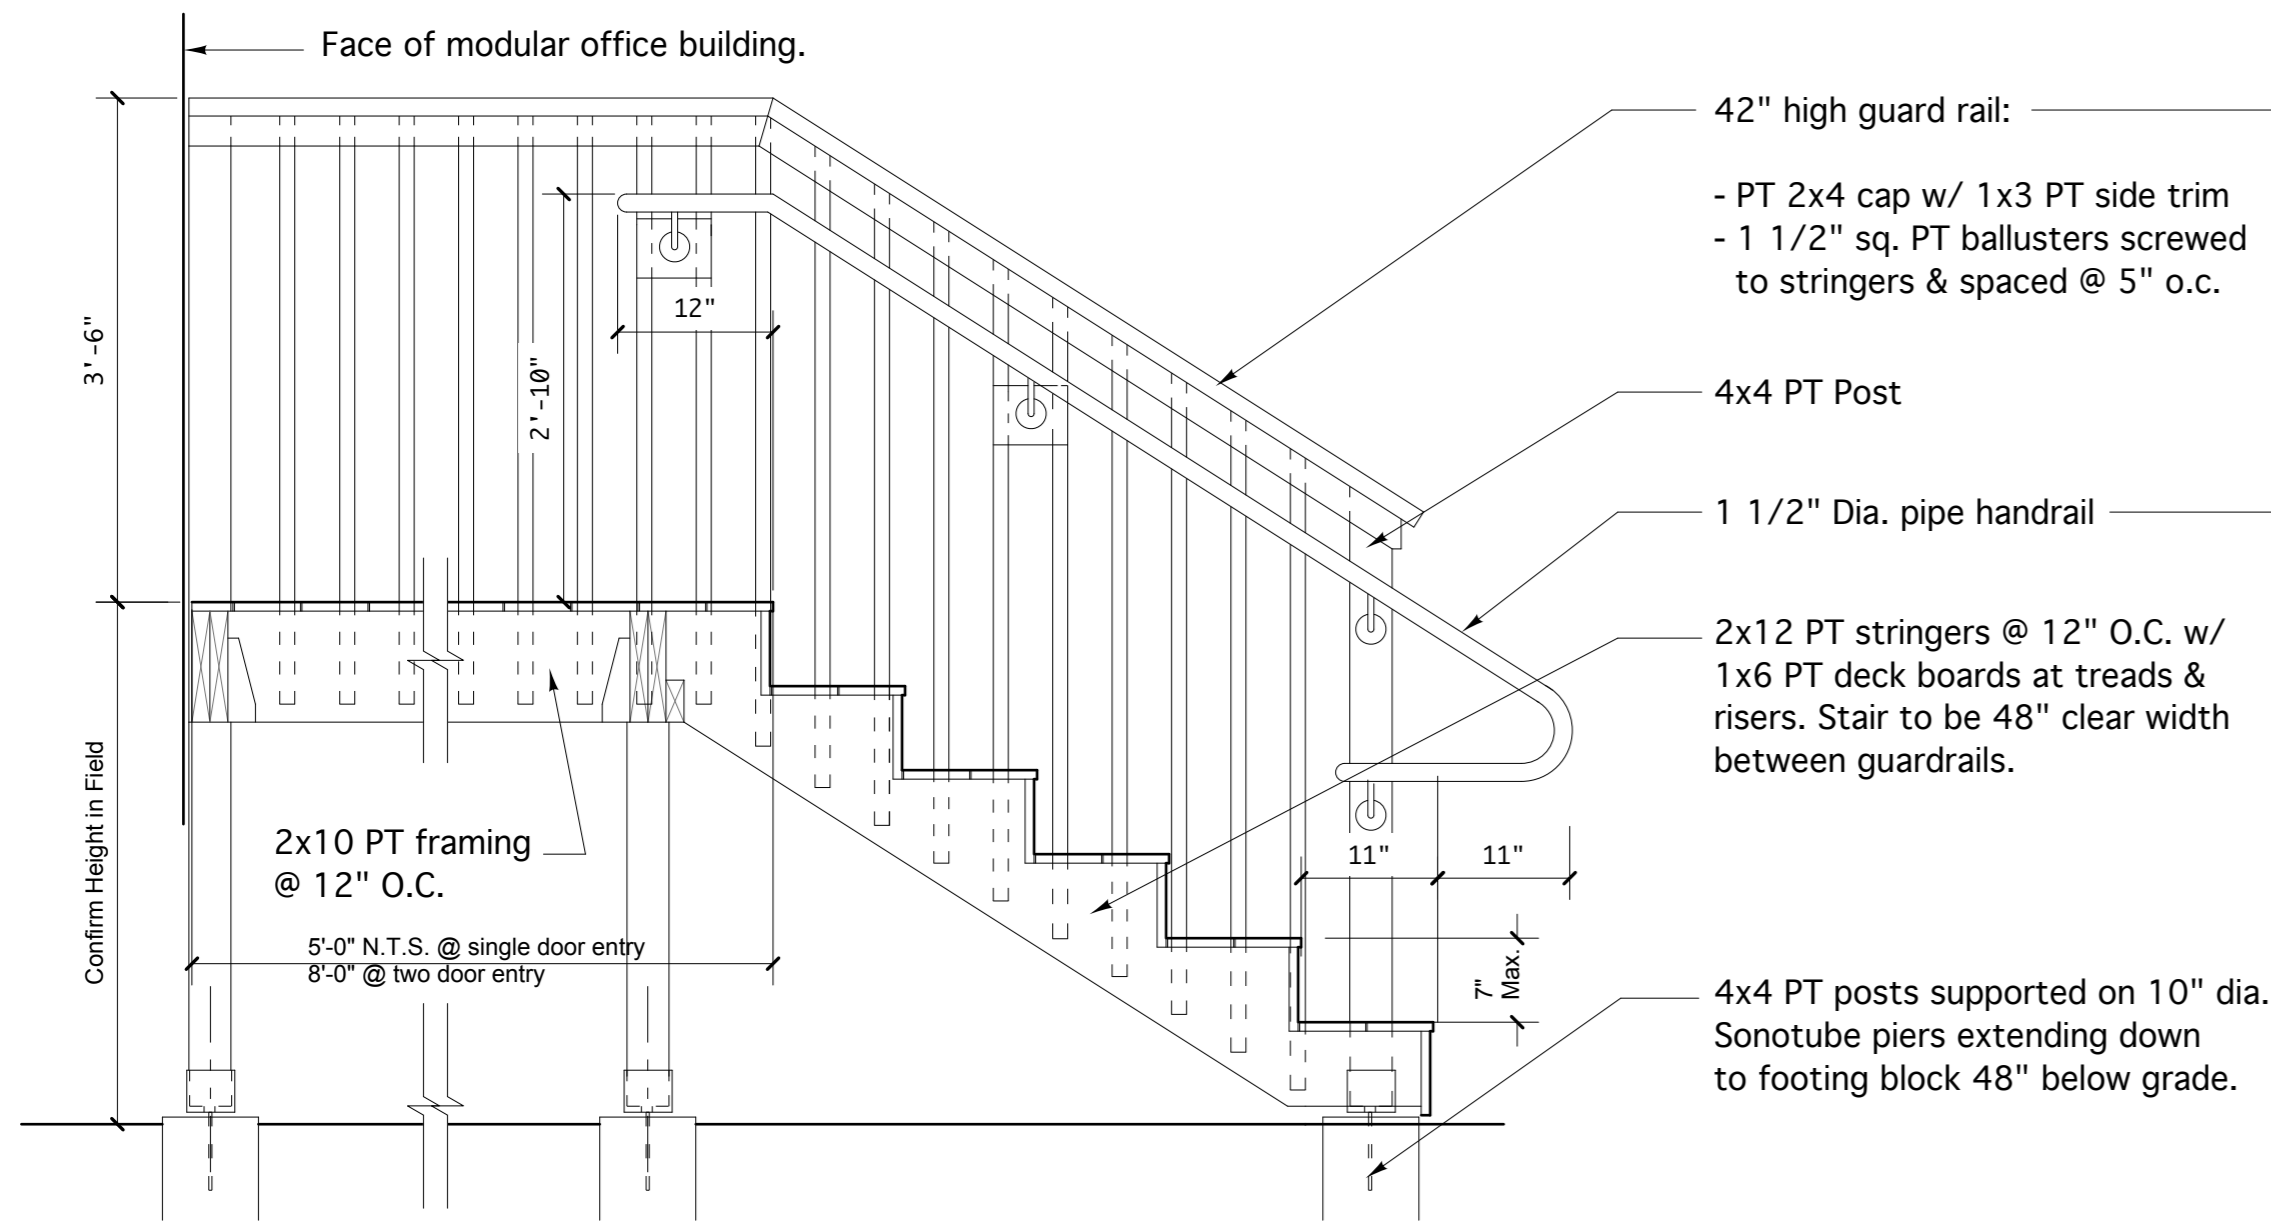 Face of modular office building.
42" high guard rail:
- PT 2x4 cap w/ 1x3 PT side trim
- 1 1/2" sq. PT ballusters screwed
to stringers & spaced @ 5" o.c.
12"
3'-6"
2'-10"
4x4 PT Post
1 1/2" Dia. pipe handrail
2x12 PT stringers @ 12" O.C. w/
1x6 PT deck boards at treads &
risers. Stair to be 48" clear width
between guardrails.
Confirm Height in Field
2x10 PT framing
@ 12" O.C.
11"
11"
5'-0" N.T.S. @ single door entry
8'-0" @ two door entry
7"
Max.
4x4 PT posts supported on 10" dia.
Sonotube piers extending down
to footing block 48" below grade.